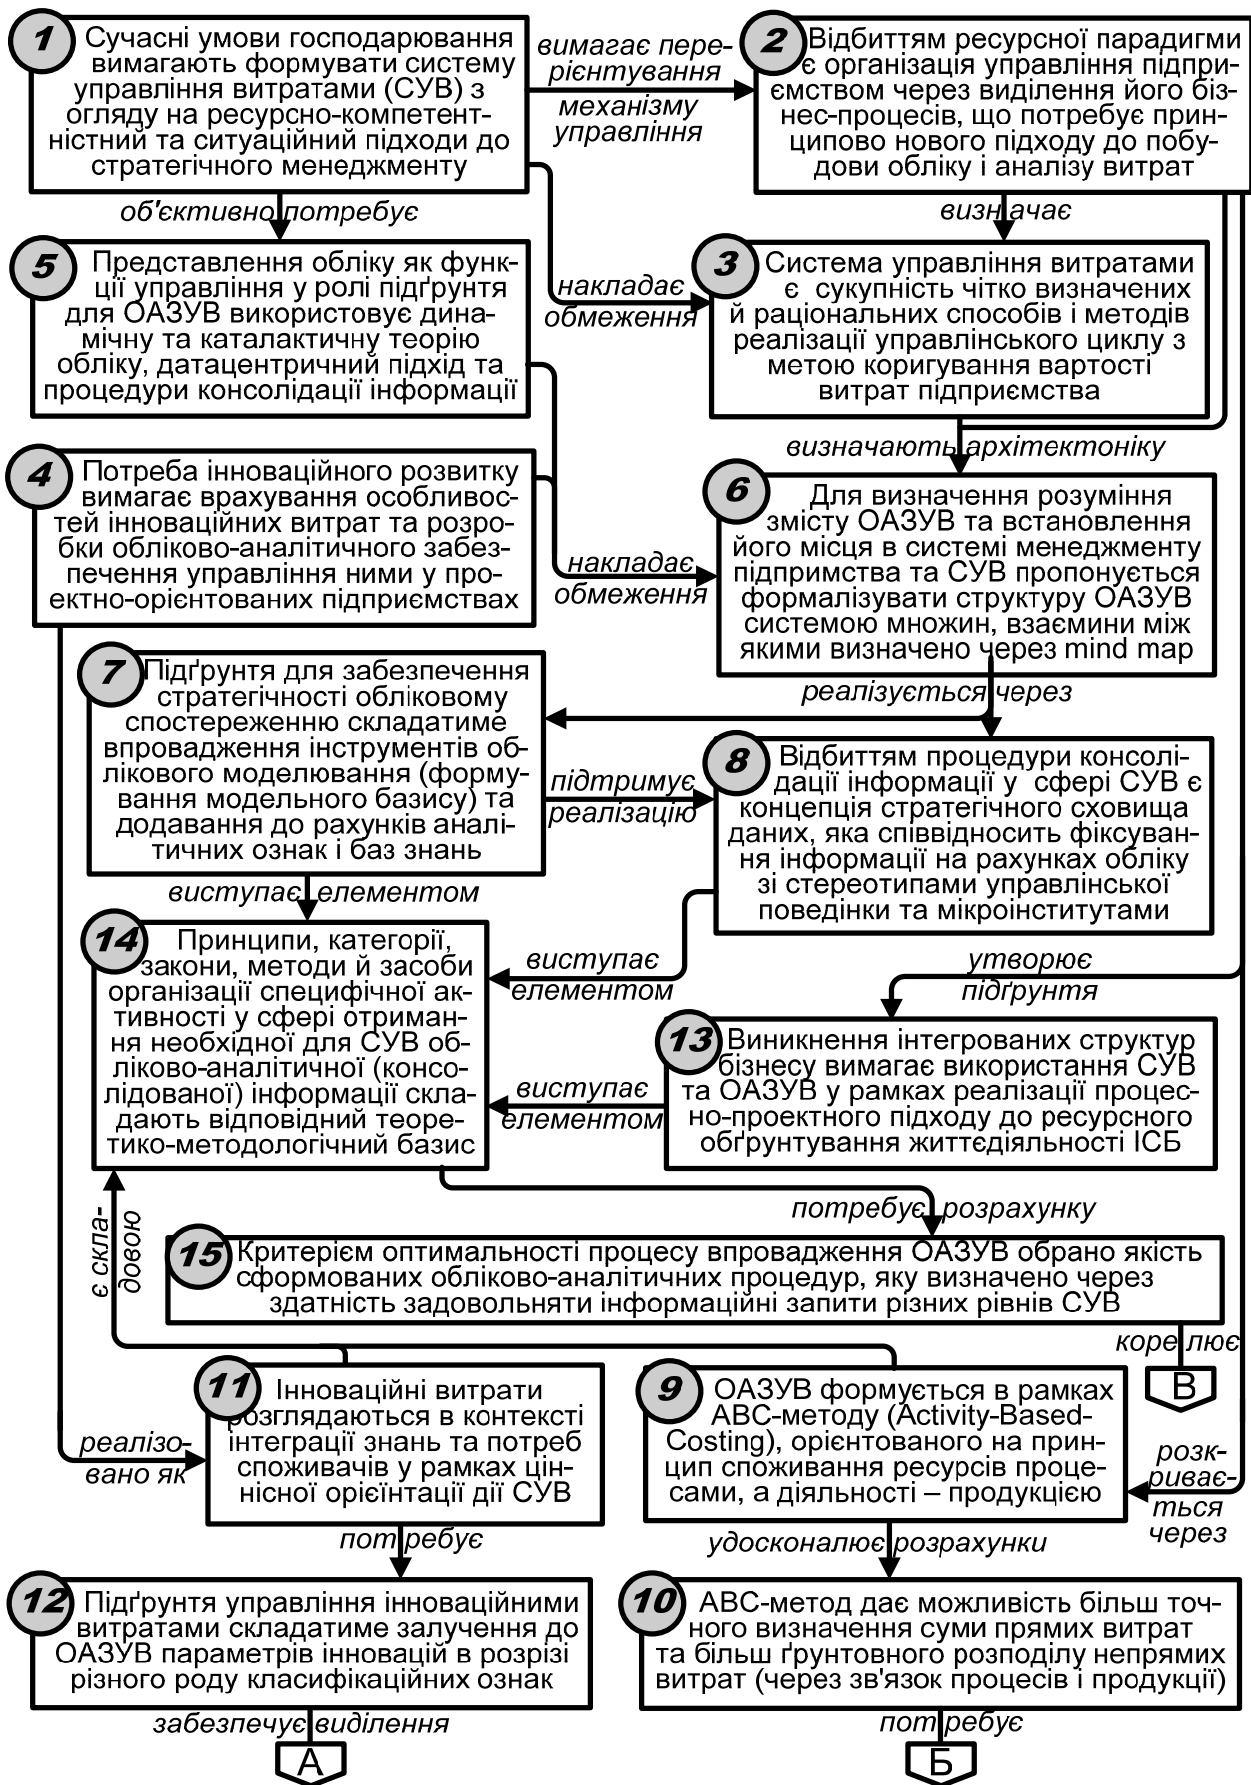 1
Сучасні умови господарювання
вимагають формувати систему
управління витратами (СУВ) з
огляду на ресурсно-компетент-
ністний та ситуаційний підходи до
стратегічного менеджменту
вимагає пере-
рієнтування
механізму
управління
2
Відбиттям ресурсної парадигми
є організація управління підпри-
ємством через виділення його біз-
нес-процесів, що потребує прин-
ципово нового підходу до побу-
дови обліку і аналізу витрат
об'єктивно потребує
визначає
5
Представлення обліку як функ-
ції управління у ролі підґрунтя
для ОАЗУВ використовує дина-
мічну та каталактичну теорію
обліку, датацентричний підхід та
процедури консолідації інформації
накладає
обмеження
3
Система управління витратами
є сукупність чітко визначених
й раціональних способів і методів
реалізації управлінського циклу з
метою коригування вартості
витрат підприємства
визначають архітектоніку
4
Потреба інноваційного розвитку
вимагає врахування особливос-
тей інноваційних витрат та розро-
бки обліково-аналітичного забез-
печення управління ними у про-
ектно-орієнтованих підприємствах
накладає
обмеження
6
Для визначення розуміння
змісту ОАЗУВ та встановлення
його місця в системі менеджменту
підпримства та СУВ пропонується
формалізувати структуру ОАЗУВ
системою множин, взаємини між
якими визначено через mind map
реалізується через
7
Підґрунтя для забезпечення
стратегічності обліковому
спостереженню складатиме
впровадження інструментів об-
лікового моделювання (форму-
вання модельного базису) та
додавання до рахунків аналі-
тичних ознак і баз знань
підтримує
реалізацію
8
Відбиттям процедури консолі-
дації інформації у сфері СУВ є
концепція стратегічного сховища
даних, яка співвідносить фіксуван-
ня інформації на рахунках обліку
зі стереотипами управлінської
поведінки та мікроінститутами
виступає елементом
14
Принципи, категорії,
закони, методи й засоби
організації специфічної ак-
тивності у сфері отриман-
ня необхідної для СУВ об-
ліково-аналітичної (консо-
лідованої) інформації скла-
дають відповідний теоре-
тико-методологічний базис
виступає
елементом
утворює
підґрунтя
13
Виникнення інтегрованих структур
бізнесу вимагає використання СУВ
та ОАЗУВ у рамках реалізації процес-
но-проектного підходу до ресурсного
обґрунтування життєдіяльності ІСБ
виступає
елементом
є скла-
довою
потребує розрахунку
15
Критерієм оптимальності процесу впровадження ОАЗУВ обрано якість
сформованих обліково-аналітичних процедур, яку визначено через
здатність задовольняти інформаційні запити різних рівнів СУВ
коре лює
В
11
Інноваційні витрати
розглядаються в контексті
інтеграції знань та потреб
споживачів у рамках цін-
нісної орієїнтації дії СУВ
реалізо-
вано як
9
ОАЗУВ формується в рамках
АВС-методу (Activity-Based-
Costing), орієнтованого на прин-
цип споживання ресурсів проце-
сами, а діяльності – продукцією
розк-
риваєть-
ться через
потребує
удосконалює розрахунки
12
Підґрунтя управління інноваційними
витратами складатиме залучення до
ОАЗУВ параметрів інновацій в розрізі
різного роду класифікаційних ознак
10
АВС-метод дає можливість більш точ-
ного визначення суми прямих витрат
та більш ґрунтовного розподілу непрямих
витрат (через зв'язок процесів і продукції)
забезпечує виділення
потребує
А
Б